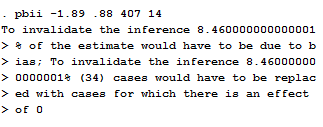 . pbii -1.89 .88 407 14
To invalidate the inference 8.460000000000001
> % of the estimate would have to be due to b
> ias; To invalidate the inference 8.46000000
> 0000001% (34) cases would have to be replac
> ed with cases for which there is an effect
> of 0